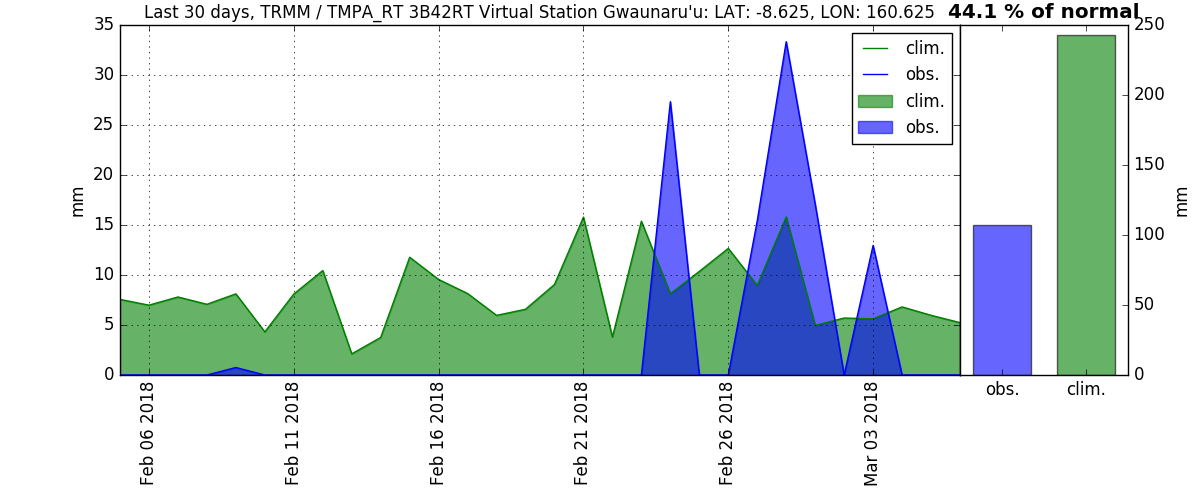 Last 30 days, TRMM / TMPA_RT 3B42RT Virtual Station Gwaunaru'u: LAT: -8.625, LON: 160.625
44.1 % of normal
35
30
25
20
15
10
5
0
mm
clim.
obs.
clim.
obs.
250
200
150
100
50
0
mm
obs.
clim.
Feb 06 2018
Feb 11 2018
Feb 16 2018
Feb 21 2018
Feb 26 2018
Mar 03 2018